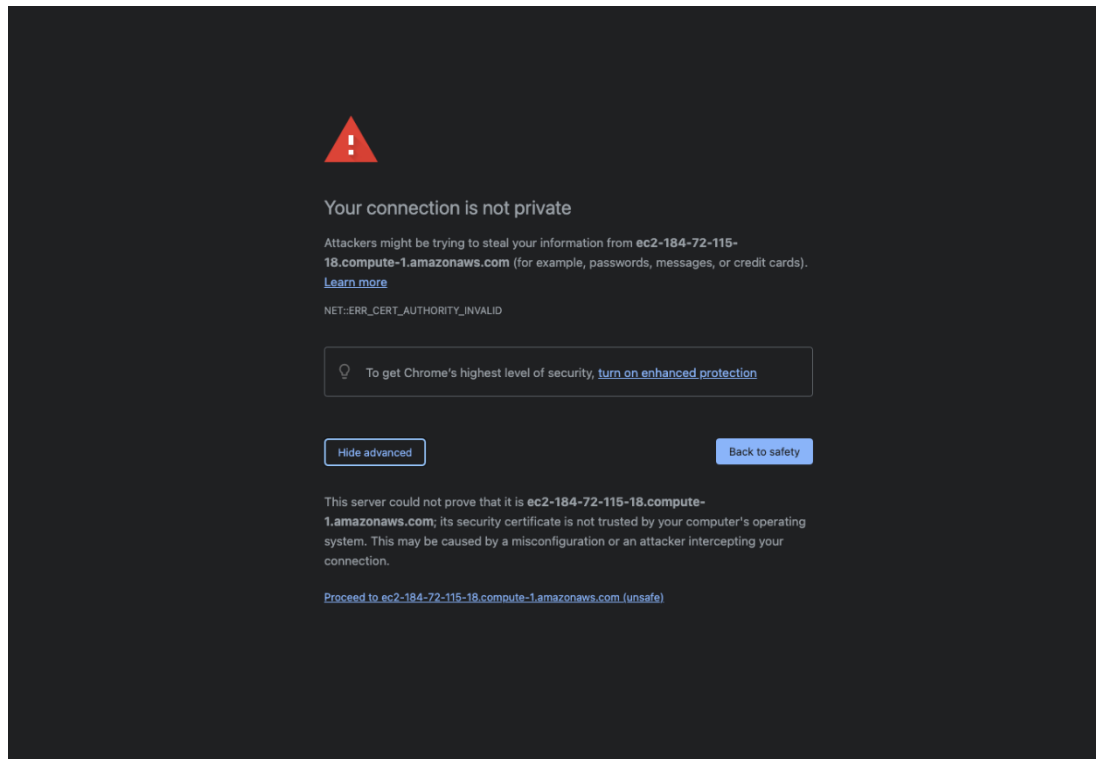 Your connection is not private
Attackers might be trying to steal your information from ec2-184-72-115-
18.compute-1.amazonaws.com (for example, passwords, messages, or credit cards).
Learn more
NET::ERR_CERT_AUTHORITY_INVALID
To get Chrome's highest level of security, turn on enhanced protection
Hide advanced
Back to safety
This server could not prove that it is ec2-184-72-115-18.compute-
1.amazonaws.com; its security certificate is not trusted by your computer's operating
system. This may be caused by a misconfiguration or an attacker intercepting your
connection.
Proceed to ec2-184-72-115-18.compute-1.amazonaws.com (unsafe)